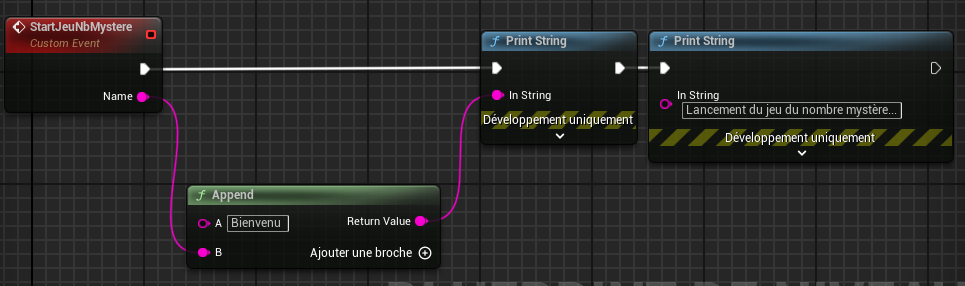 StartJeuNbMystere
Custom Event
Name
Print String
In String
Développement uniquement
Print String
In String
Lancement du jeu du nombre mystère...
Développement uniquement
Append
A Bienvenu
Return Value
B
Ajouter une broche